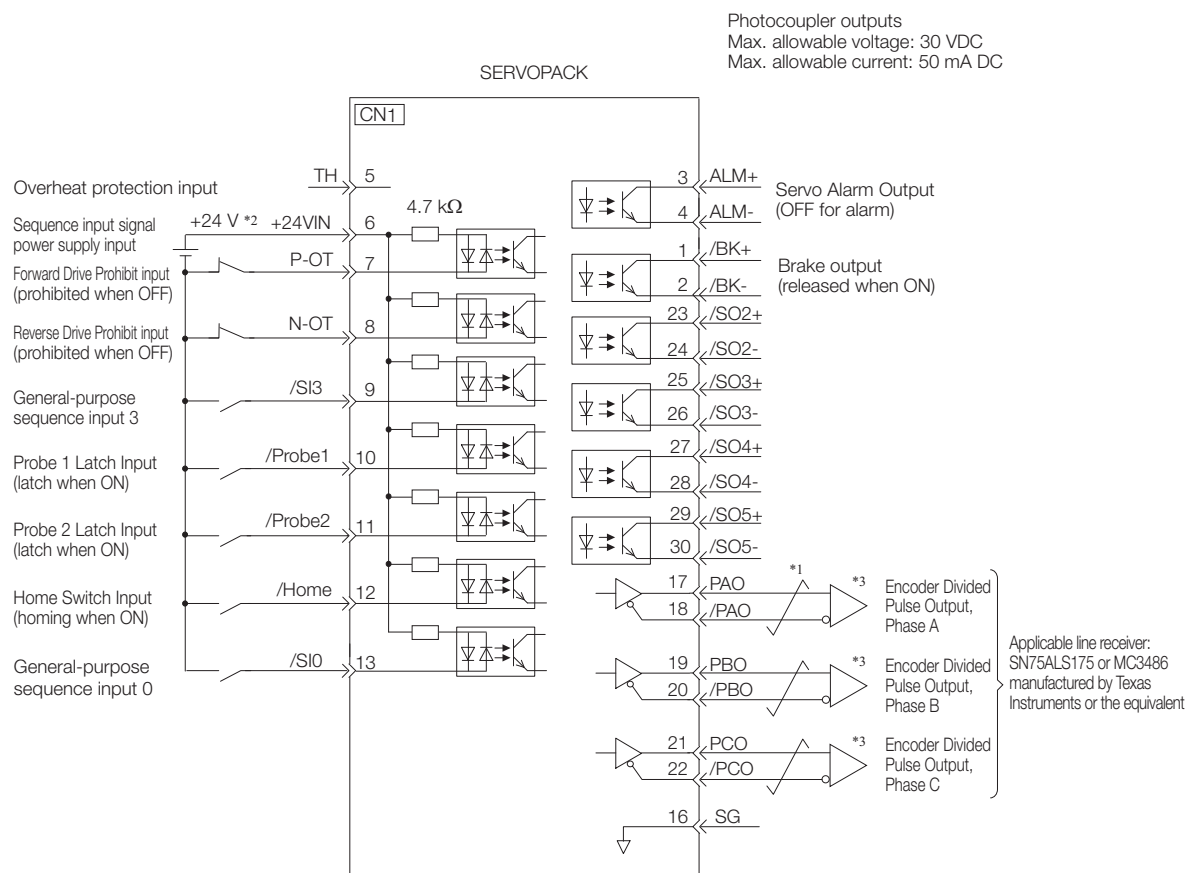 Photocoupler outputs
Max. allowable voltage: 30 VDC
Max. allowable current: 50 mA DC
SERVOPACK
CN1
Overheat protection input
TH
5
Sequence input signal
power supply input
+24 V *2
+24VIN
6
4.7 kΩ
Forward Drive Prohibit input
(prohibited when OFF)
P-OT
7
Reverse Drive Prohibit input
(prohibited when OFF)
N-OT
8
General-purpose
sequence input 3
/SI3
9
Probe 1 Latch Input
(latch when ON)
/Probe1
10
Probe 2 Latch Input
(latch when ON)
/Probe2
11
Home Switch Input
(homing when ON)
/Home
12
General-purpose
sequence input 0
/SI0
13
3
ALM+
4
ALM-
Servo Alarm Output
(OFF for alarm)
1
/BK+
2
/BK-
Brake output
(released when ON)
23
/SO2+
24
/SO2-
25
/SO3+
26
/SO3-
27
/SO4+
28
/SO4-
29
/SO5+
30
/SO5-
17
PAO
18
/PAO
*1
*3
Encoder Divided
Pulse Output,
Phase A
19
PBO
20
/PBO
*3
Encoder Divided
Pulse Output,
Phase B
21
PCO
22
/PCO
*3
Encoder Divided
Pulse Output,
Phase C
Applicable line receiver:
SN75ALS175 or MC3486
manufactured by Texas
Instruments or the equivalent
16
SG